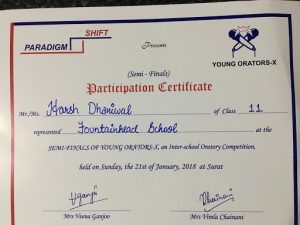 SHIFT
PARADIGM
Presents
YOUNG ORATORS-X
(Semi - Finals)
Participation Certificate
Mr./Ms. Harsh Dhaniwal of Class 11
represented Fountainhead School at the
SEMI-FINALS OF YOUNG ORATORS-X, an Inter-school Oratory Competition,
held on Sunday, the 21st of January, 2018 at Surat
Vganjoo
VChainani
Mrs Veena Ganjoo
Mrs Vimla Chainani